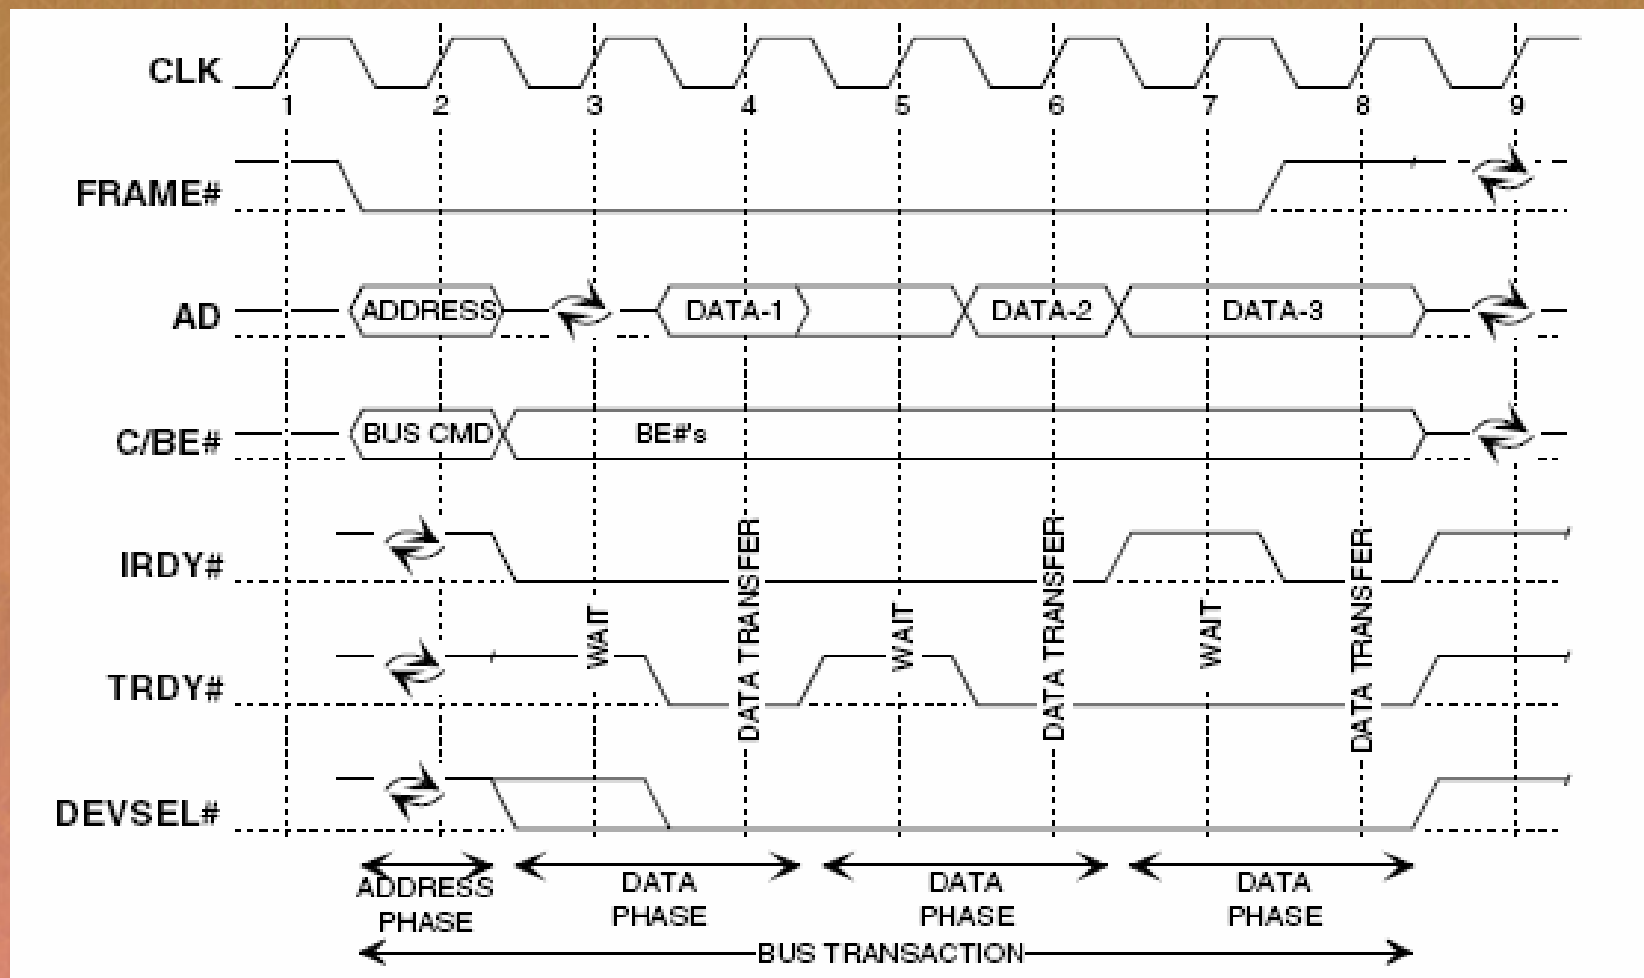 CLK
1 2 3 4 5 6 7 8 9
FRAME#
AD
ADDRESS DATA-1 DATA-2 DATA-3
C/BE#
BUS CMD BE#'s
IRDY#
TRDY#
WAIT
DATA TRANSFER
WAIT
DATA TRANSFER
WAIT
DATA TRANSFER
DEVSEL#
ADDRESS PHASE
DATA PHASE
DATA PHASE
DATA PHASE
BUS TRANSACTION